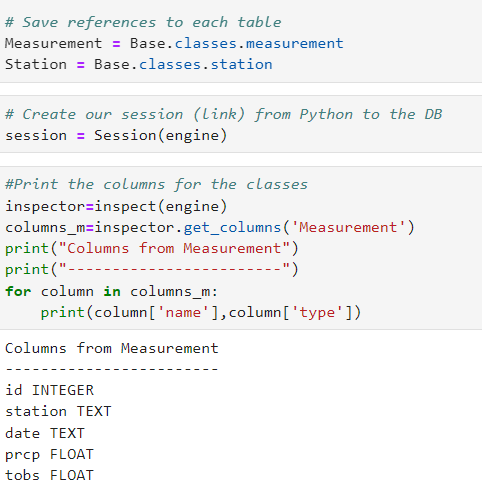 # Save references to each table
Measurement = Base.classes.measurement
Station = Base.classes.station
# Create our session (link) from Python to the DB
session = Session(engine)
#Print the columns for the classes
inspector=inspect(engine)
columns_m=inspector.get_columns('Measurement')
print("Columns from Measurement")
print("------------------------")
for column in columns_m:
    print(column['name'],column['type'])
Columns from Measurement
------------------------
id INTEGER
station TEXT
date TEXT
prcp FLOAT
tobs FLOAT